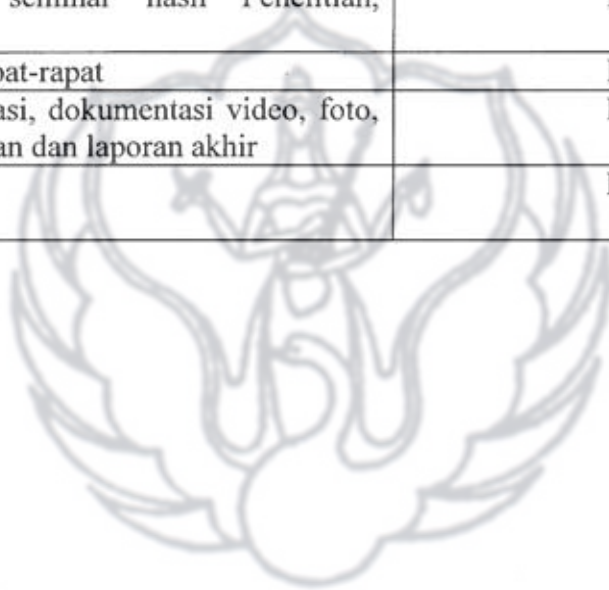 seminar hasil Penelitian,
pat-rapat
asi, dokumentasi video, foto,
an dan laporan akhir